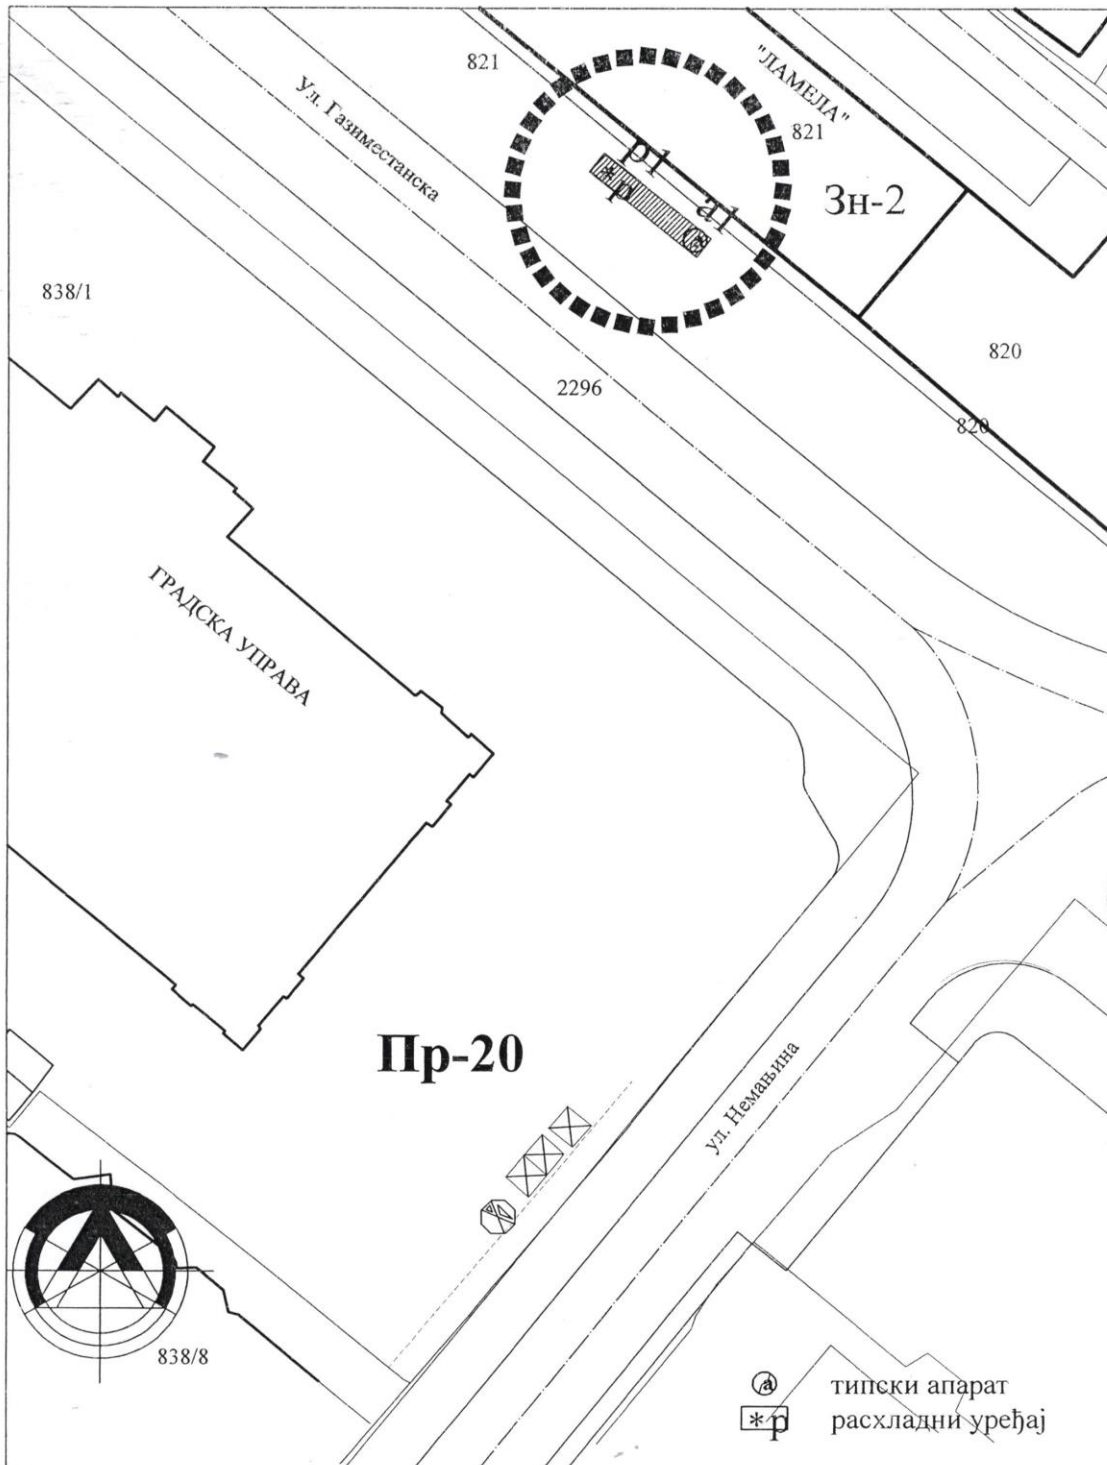 821
"ЛАМЕЛА"
821
Ул. Газиместанска
р1
*р
а1
Зн-2
838/1
2296
820
820
ГРАДСКА УПРАВА
Пр-20
ул. Немањина
838/8
а типски апарат
*р расхладни уређај